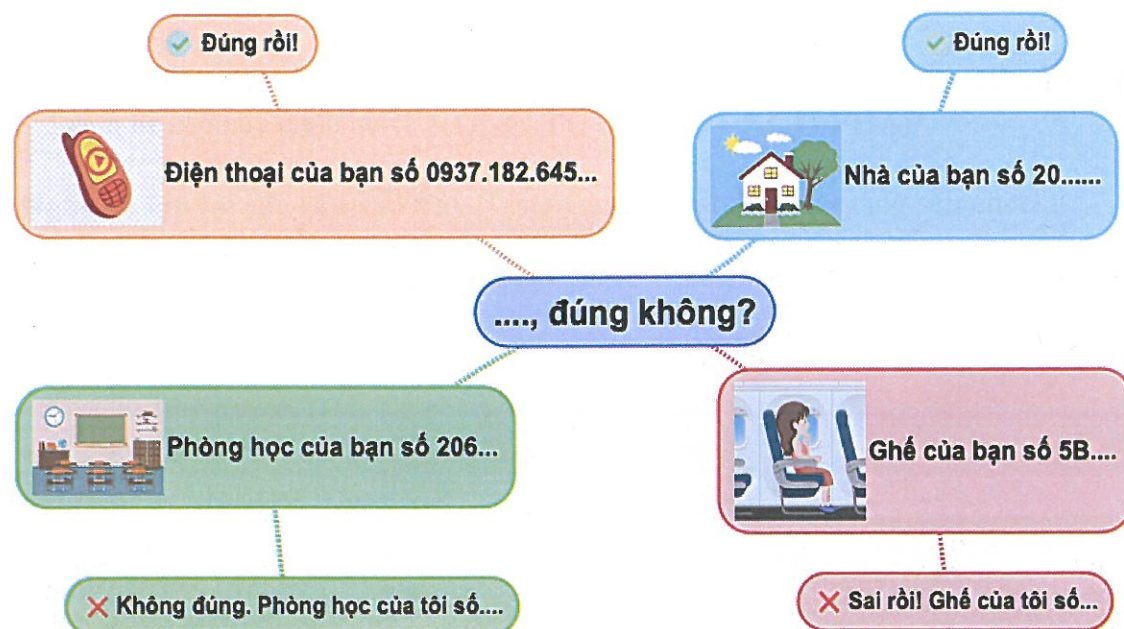 Đúng rồi!
Đúng rồi!
Điện thoại của bạn số 0937.182.645...
Nhà của bạn số 20......
...., đúng không?
Phòng học của bạn số 206...
Ghế của bạn số 5B....
Không đúng. Phòng học của tôi số....
Sai rồi! Ghế của tôi số...